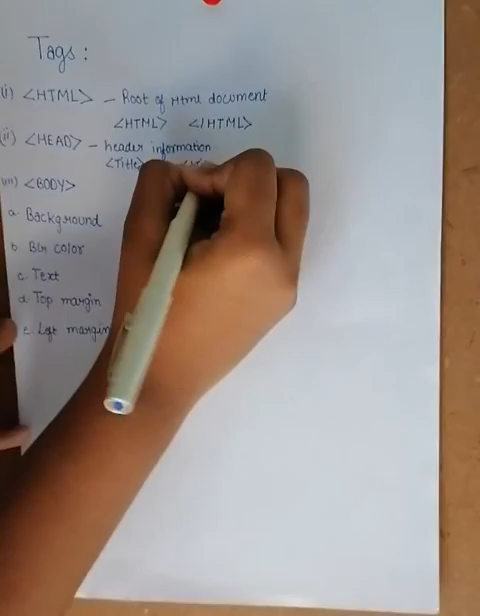 Tags :
(i) <HTML> – Root of Html document
<HTML> </HTML>
(ii) <HEAD> – header information
<Title>
(iii) <BODY>
a. Background
b. BG color
c. Text
d. Top margin
e. Left margin